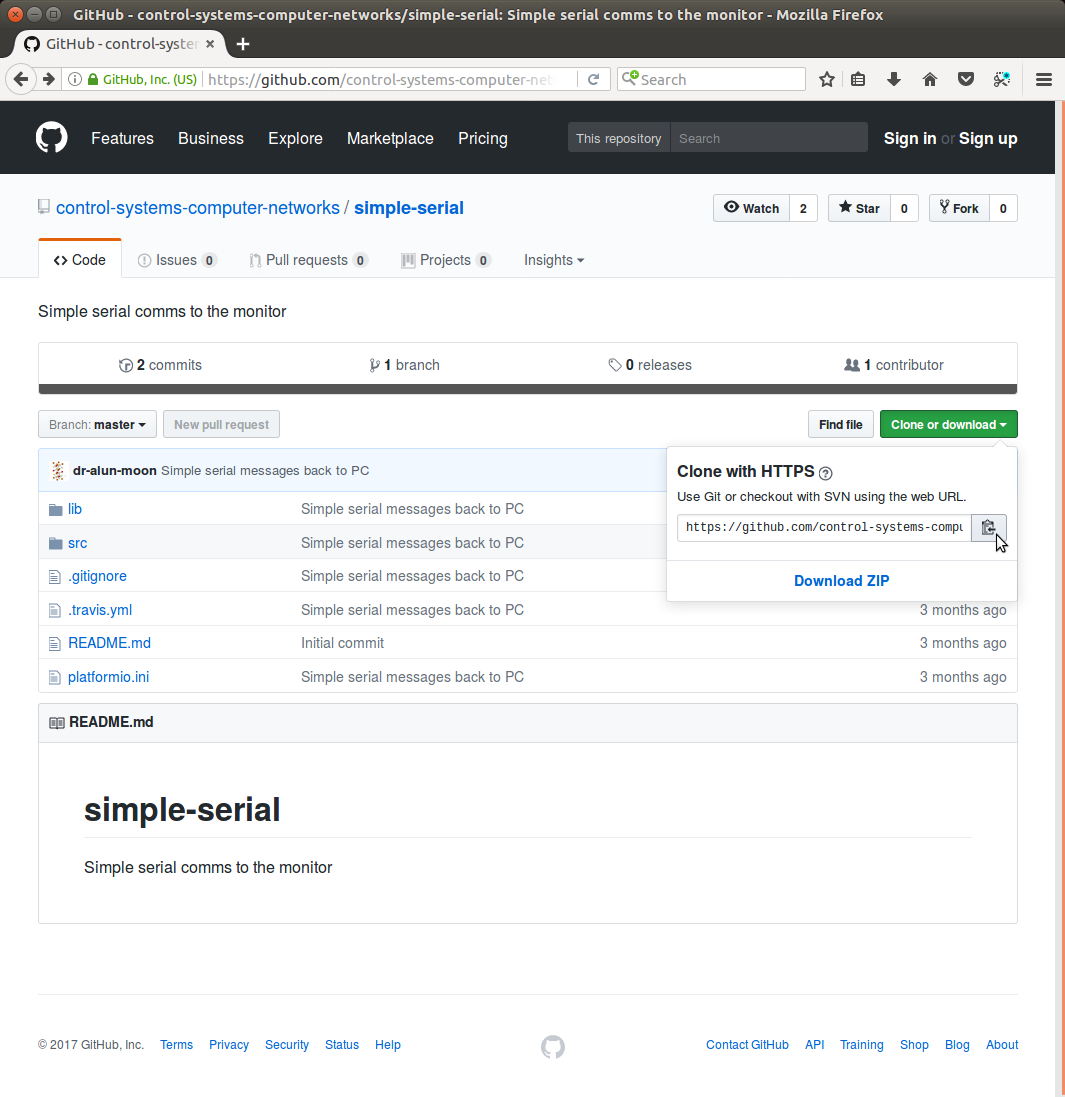 GitHub - control-systems-computer-networks/simple-serial: Simple serial comms to the monitor - Mozilla Firefox
GitHub - control-syste
GitHub, Inc. (US) https://github.com/control-systems-computer-net Search
Features Business Explore Marketplace Pricing This repository Search Sign in or Sign up
control-systems-computer-networks / simple-serial Watch 2 Star 0 Fork 0
Code Issues 0 Pull requests 0 Projects 0 Insights
Simple serial comms to the monitor
2 commits 1 branch 0 releases 1 contributor
Branch: master New pull request Find file Clone or download
dr-alun-moon Simple serial messages back to PC
Clone with HTTPS ?
Use Git or checkout with SVN using the web URL.
https://github.com/control-systems-compu
Download ZIP
lib Simple serial messages back to PC
src Simple serial messages back to PC
.gitignore Simple serial messages back to PC
.travis.yml Simple serial messages back to PC 3 months ago
README.md Initial commit 3 months ago
platformio.ini Simple serial messages back to PC 3 months ago
README.md
simple-serial
Simple serial comms to the monitor
© 2017 GitHub, Inc. Terms Privacy Security Status Help Contact GitHub API Training Shop Blog About